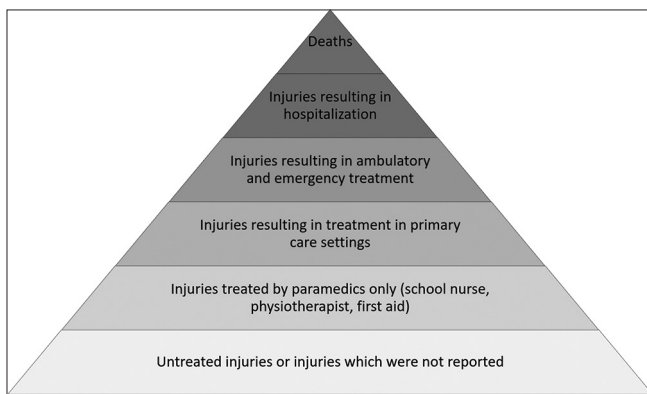 Deaths
Injuries resulting in
hospitalization
Injuries resulting in ambulatory
and emergency treatment
Injuries resulting in treatment in primary
care settings
Injuries treated by paramedics only (school nurse,
physiotherapist, first aid)
Untreated injuries or injuries which were not reported